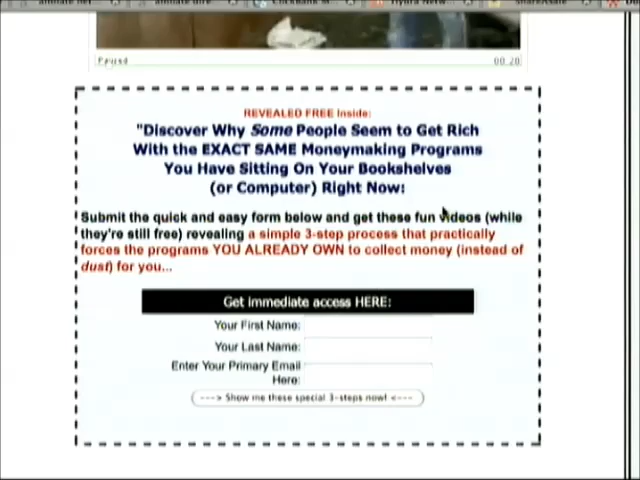 Paused
00:20
REVEALED FREE Inside:
"Discover Why Some People Seem to Get Rich
With the EXACT SAME Moneymaking Programs
You Have Sitting On Your Bookshelves
(or Computer) Right Now:
Submit the quick and easy form below and get these fun videos (while
they're still free) revealing a simple 3-step process that practically
forces the programs YOU ALREADY OWN to collect money (instead of
dust) for you...
Get immediate access HERE:
Your First Name:
Your Last Name:
Enter Your Primary Email
Here:
---> Show me these special 3-steps now! <---